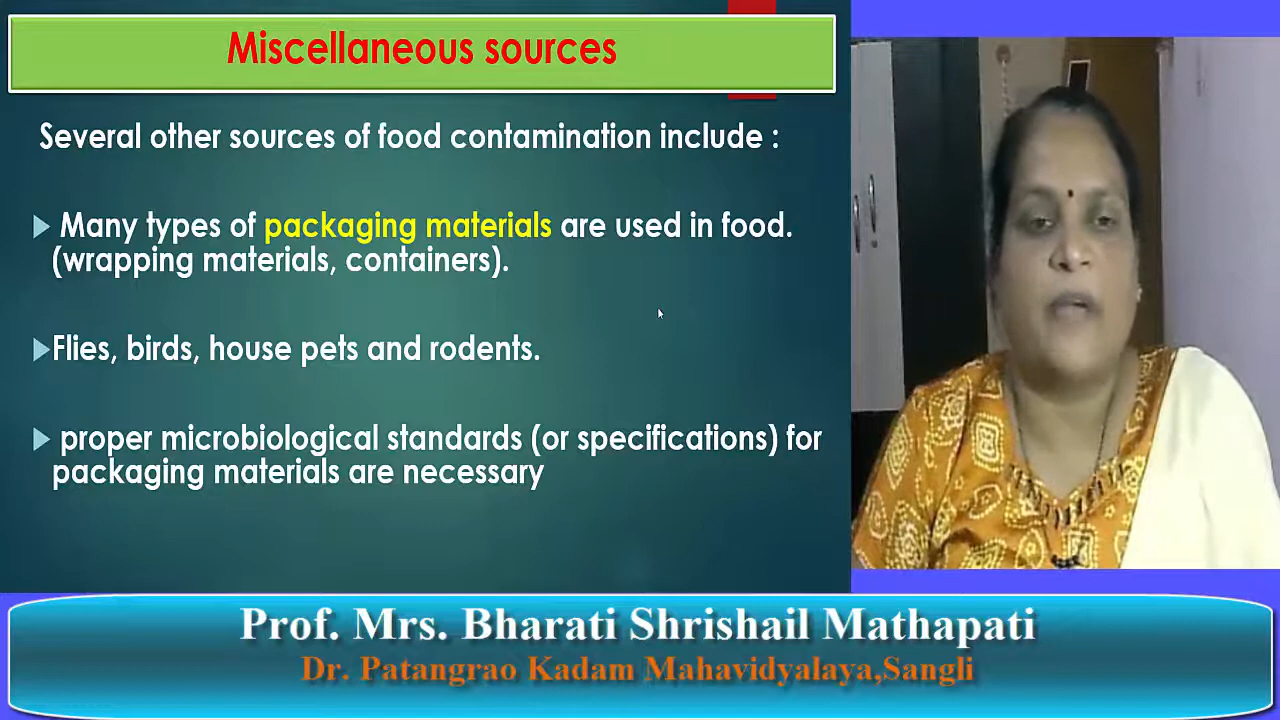 Miscellaneous sources
Several other sources of food contamination include :
Many types of packaging materials are used in food.
(wrapping materials, containers).
Flies, birds, house pets and rodents.
proper microbiological standards (or specifications) for
packaging materials are necessary
Prof. Mrs. Bharati Shrishail Mathapati
Dr. Patangrao Kadam Mahavidyalaya,Sangli